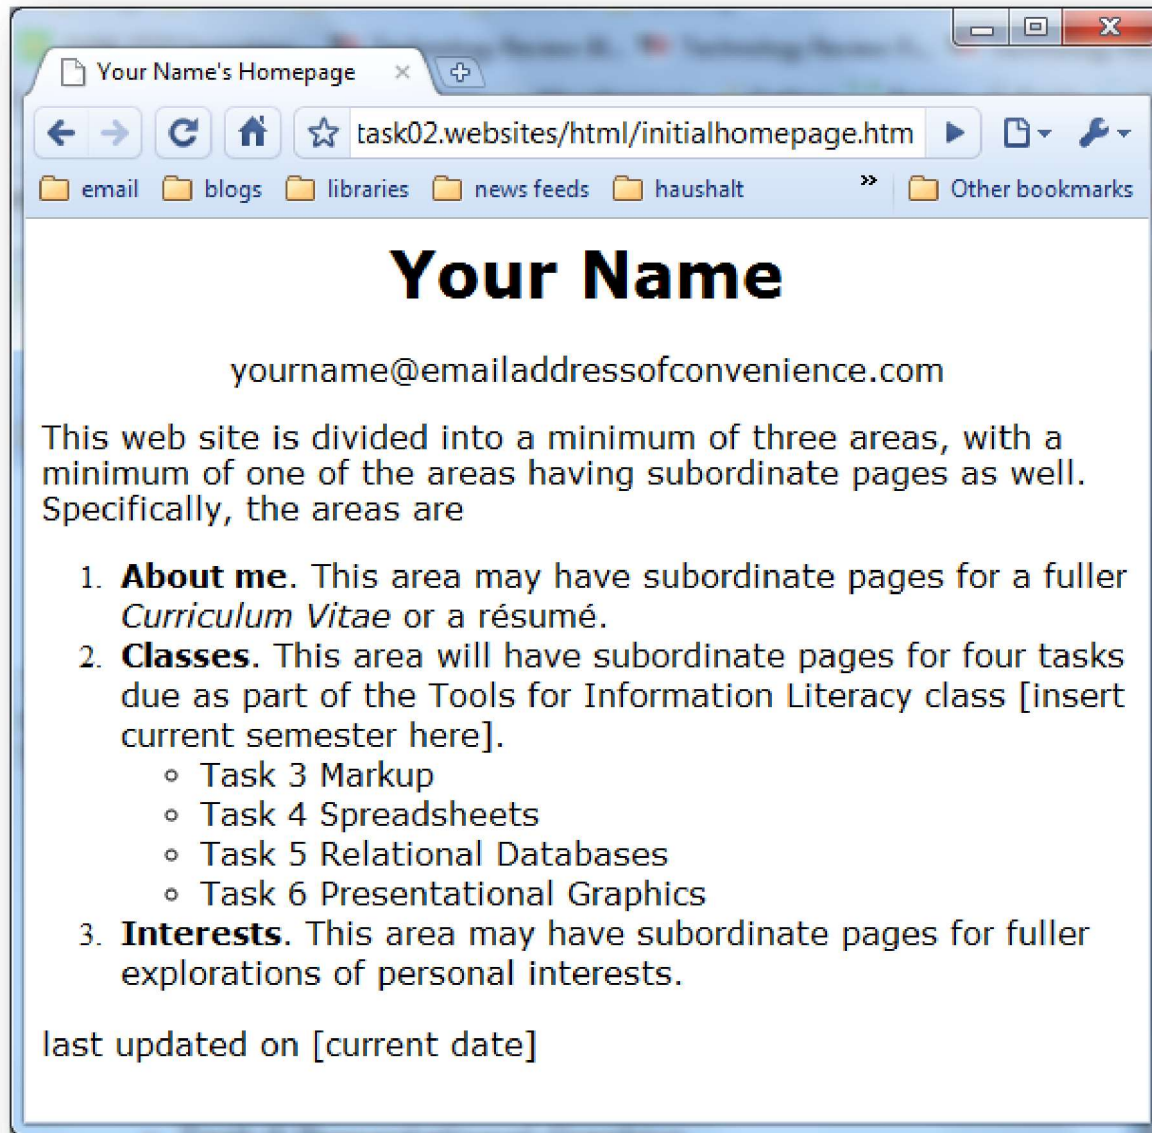 Your Name's Homepage
task02.websites/html/initialhomepage.htm
email blogs libraries news feeds haushalt » Other bookmarks
Your Name
yourname@emailaddressofconvenience.com
This web site is divided into a minimum of three areas, with a
minimum of one of the areas having subordinate pages as well.
Specifically, the areas are
1. About me. This area may have subordinate pages for a fuller
Curriculum Vitae or a résumé.
2. Classes. This area will have subordinate pages for four tasks
due as part of the Tools for Information Literacy class [insert
current semester here].
Task 3 Markup
Task 4 Spreadsheets
Task 5 Relational Databases
Task 6 Presentational Graphics
3. Interests. This area may have subordinate pages for fuller
explorations of personal interests.
last updated on [current date]